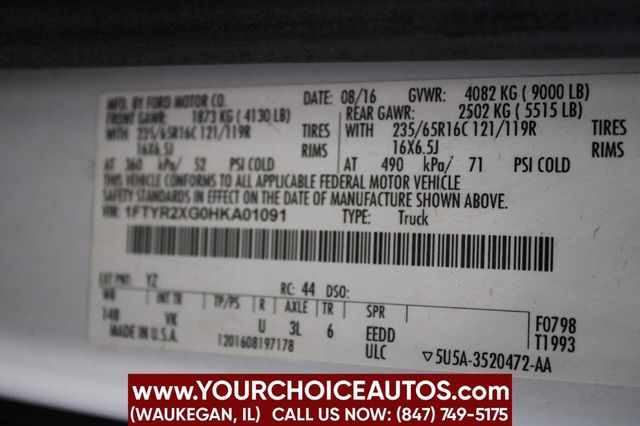 MFD. BY FORD MOTOR CO. DATE: 08/16 GVWR: 4082 KG ( 9000 LB)
FRONT GAWR: 1873 KG ( 4130 LB) REAR GAWR: 2502 KG ( 5515 LB)
WITH 235/65R16C 121/119R TIRES WITH 235/65R16C 121/119R TIRES
16X6.5J RIMS 16X6.5J RIMS
AT 360 kPa/ 52 PSI COLD AT 490 kPa/ 71 PSI COLD
THIS VEHICLE CONFORMS TO ALL APPLICABLE FEDERAL MOTOR VEHICLE
SAFETY STANDARDS IN EFFECT ON THE DATE OF MANUFACTURE SHOWN ABOVE.
VIN: 1FTYR2XG0HKA01091 TYPE: Truck
EXT PNT: YZ RC: 44 DSO:
WB INT TR TP/PS R AXLE TR SPR
148 VK U 3L 6 EEDD F0798
MADE IN U.S.A. 1201608197178 ULC T1993
▽5U5A-3520472-AA
www.YOURCHOICEAUTOS.com
(WAUKEGAN, IL) CALL US NOW: (847) 749-5175